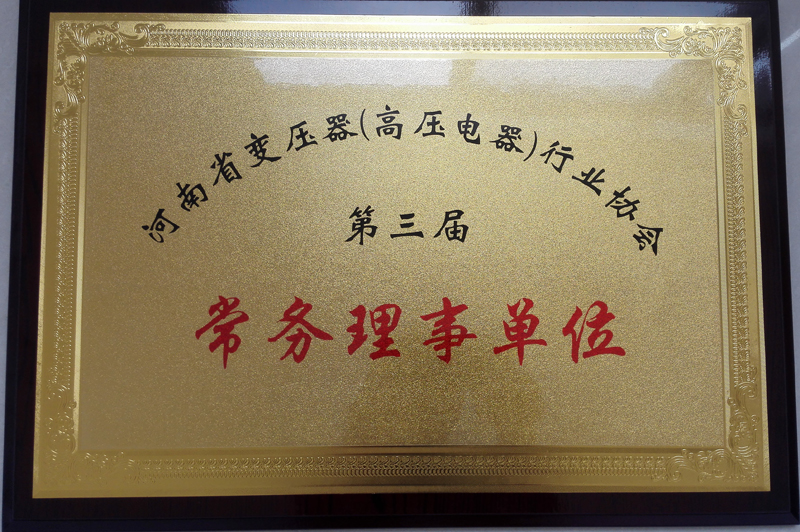 河南省变压器(高压电器)行业协会
第三届
常务理事单位